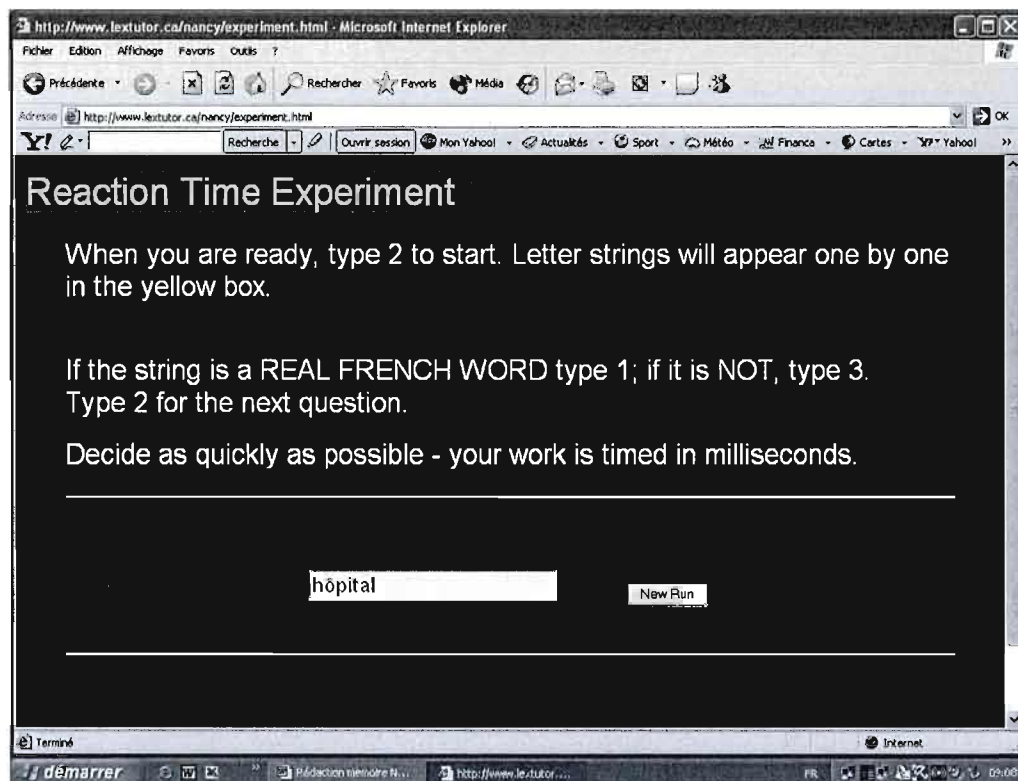 http://www.lextutor.ca/nancy/experiment.html - Microsoft Internet Explorer
Fichier Edition Affichage Favoris Outils ?
Précédente Rechercher Favoris Média
Adresse http://www.lextutor.ca/nancy/experiment.html OK
Y! Recherche Ouvrir session Mon Yahoo! Actualités Sport Météo Finance Cartes Yahoo! »
Reaction Time Experiment
When you are ready, type 2 to start. Letter strings will appear one by one
in the yellow box.
If the string is a REAL FRENCH WORD type 1; if it is NOT, type 3.
Type 2 for the next question.
Decide as quickly as possible - your work is timed in milliseconds.
hôpital New Run
Terminé Internet
démarrer » Rédaction mémoire N... http://www.lextutor.... FR 09:08